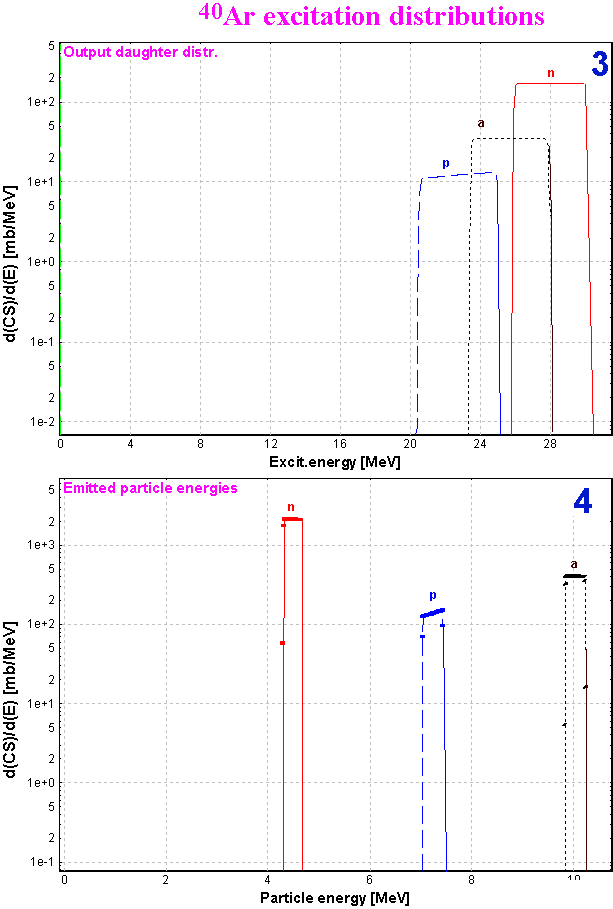 40Ar excitation distributions
Output daughter distr.
3
n
a
p
d(CS)/d(E) [mb/MeV]
5
2
1e+2
5
2
1e+1
5
2
1e+0
5
2
1e-1
5
2
1e-2
0 4 8 12 16 20 24 28
Excit.energy [MeV]
Emitted particle energies
4
n
a
p
d(CS)/d(E) [mb/MeV]
5
2
1e+3
5
2
1e+2
5
2
1e+1
5
2
1e+0
5
2
1e-1
0 2 4 6 8 10
Particle energy [MeV]